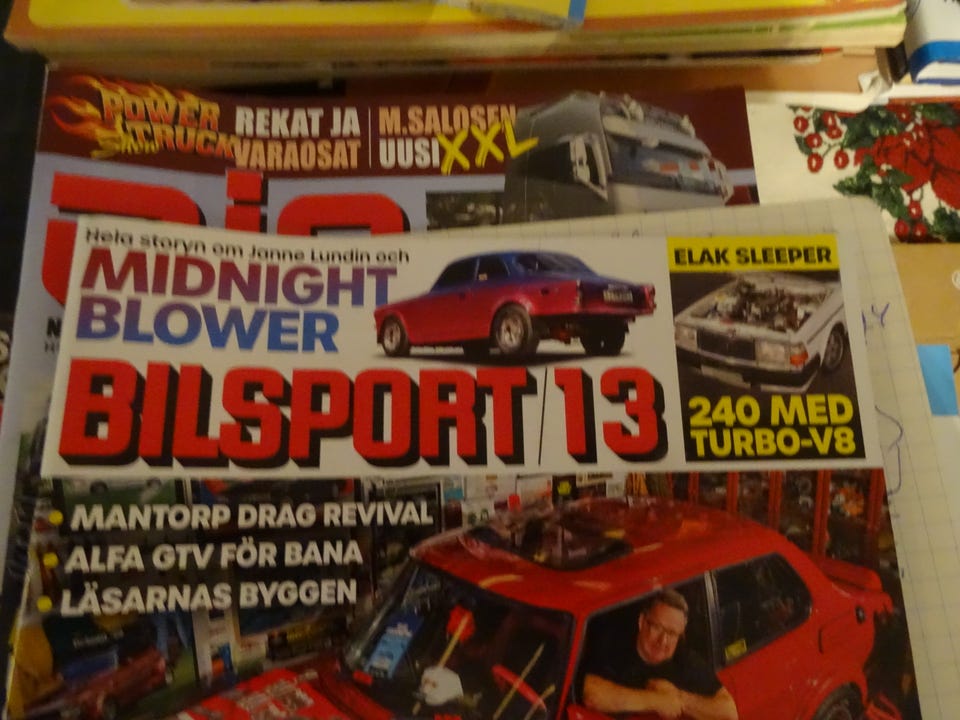 POWER
TRUCK
Show
REKAT JA
VARAOSAT
M.SALOSEN
UUSI XXL
Hela storyn om Janne Lundin och
MIDNIGHT
BLOWER
ELAK SLEEPER
BILSPORT/13
240 MED
TURBO-V8
MANTORP DRAG REVIVAL
ALFA GTV FÖR BANA
LÄSARNAS BYGGEN